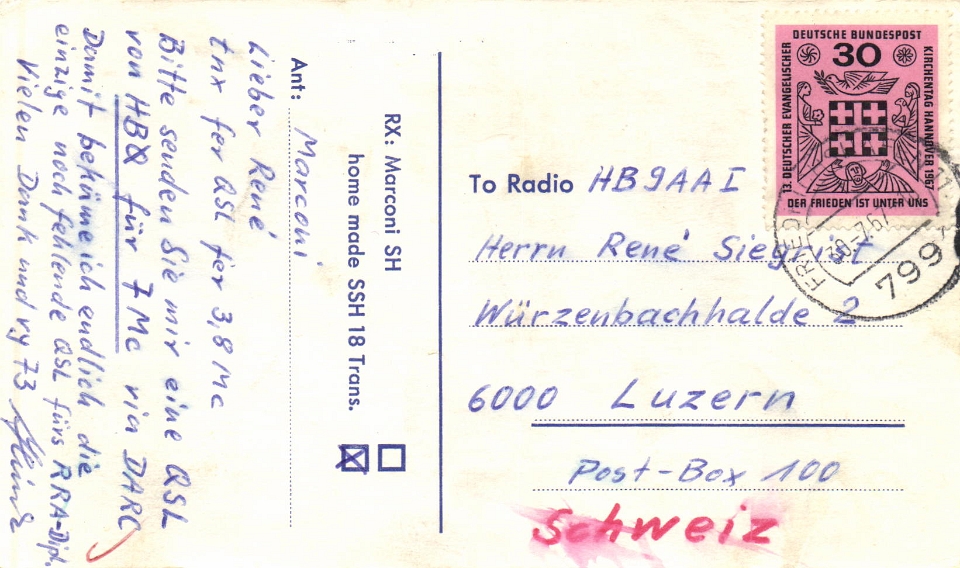 RX: Marconi SH
home made SSH 18 Trans.
Ant: Marconi
Lieber René
tnx fer QSL fer 3,8 Mc
Bitte senden Sie mir eine QSL
von HBØ für 7 Mc via DARC
Damit bekäme ich endlich die
einzige noch fehlende QSL fürs RRA-Dipl.
Vielen Dank und vy 73
DEUTSCHE BUNDESPOST
30
13. DEUTSCHER EVANGELISCHER
KIRCHENTAG HANNOVER 1967
DER FRIEDEN IST UNTER UNS
799
To Radio HB9AAI
Herrn René Siegrist
Würzenbachhalde 2
6000 Luzern
Post-Box 100
Schweiz